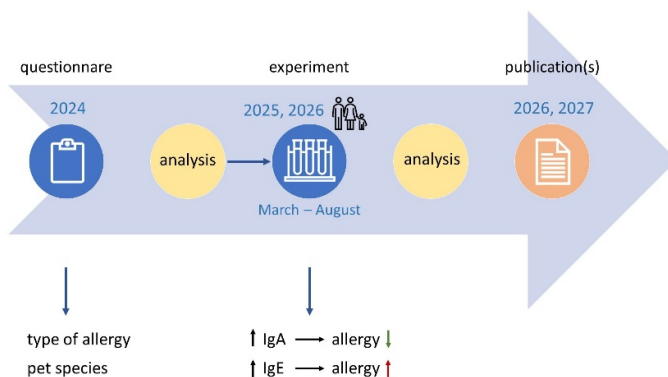 questionnare
experiment
publication(s)
2024
2025, 2026
2026, 2027
analysis
analysis
March – August
type of allergy
pet species
↑ IgA → allergy ↓
↑ IgE → allergy ↑